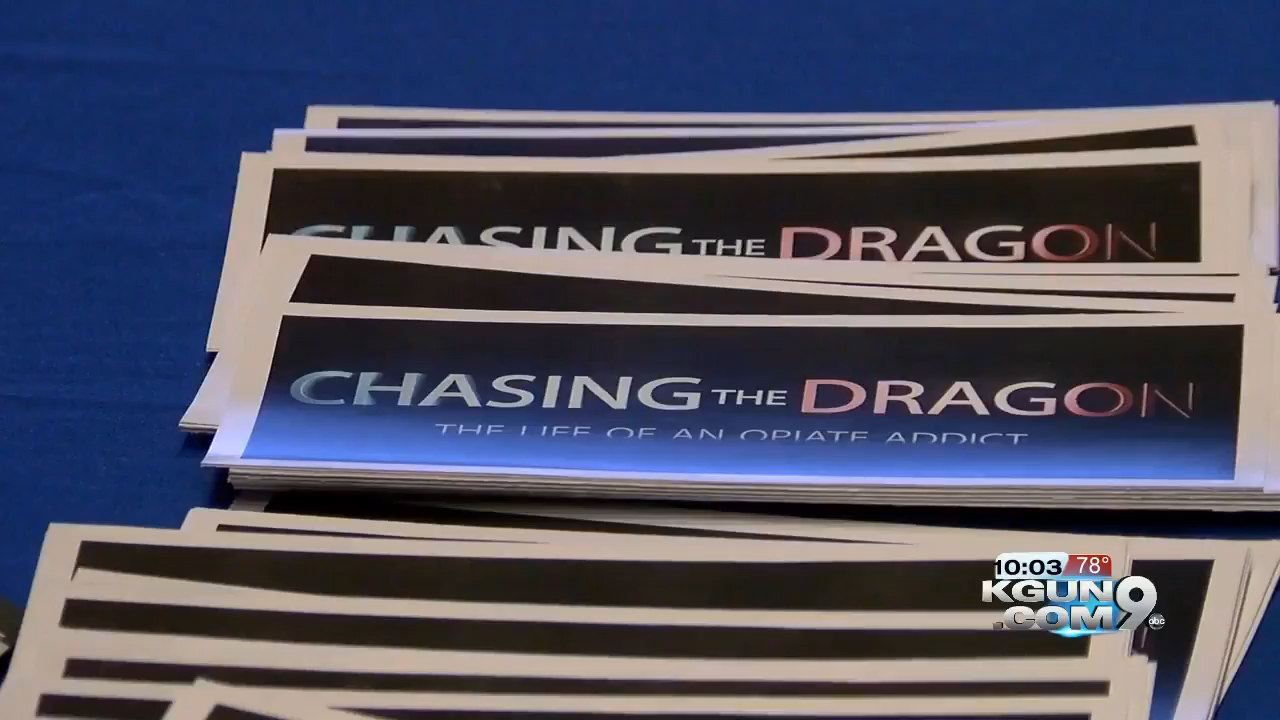 CHASING THE DRAGON
CHASING THE DRAGON
THE LIFE OF AN OPIATE ADDICT
10:03 78°
KGUN9
.COM abc